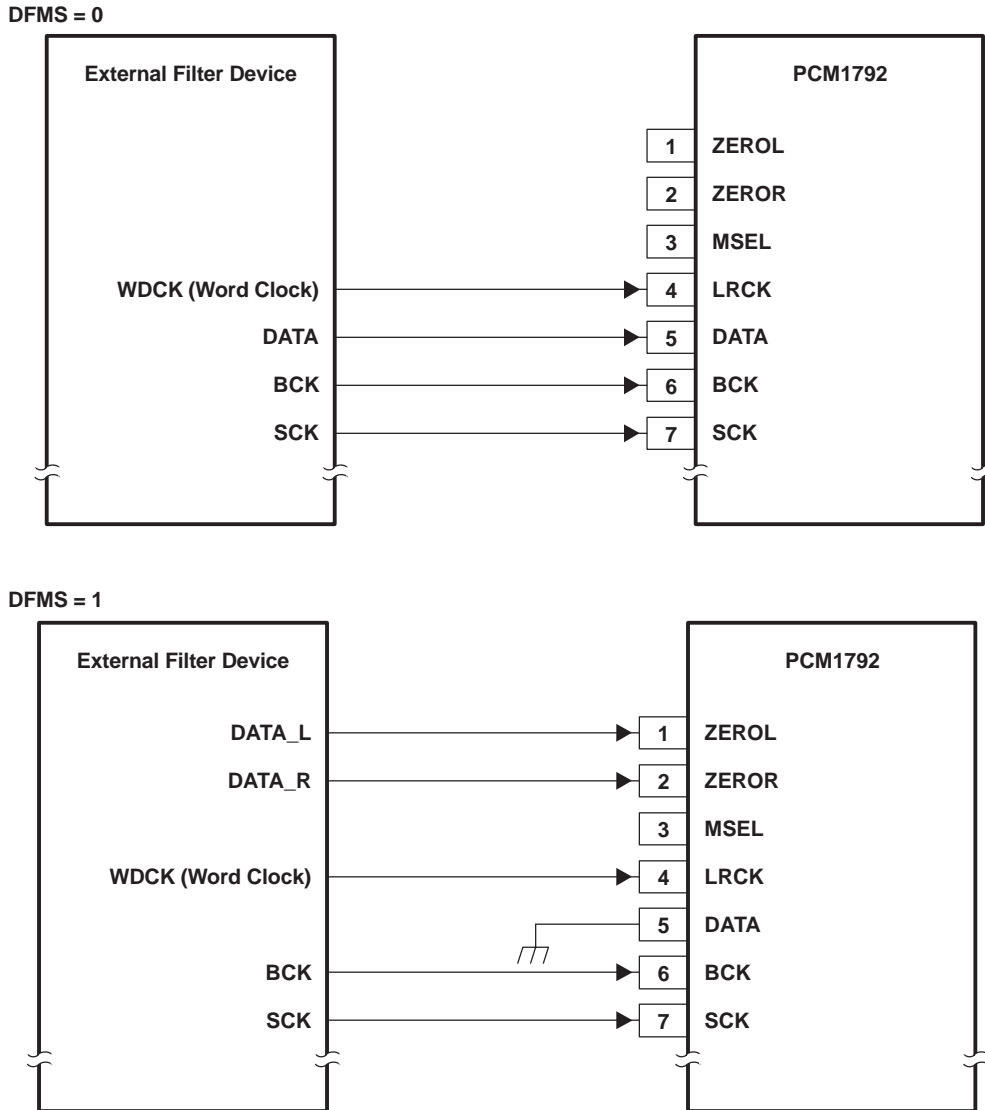 DFMS = 0
External Filter Device
PCM1792
1 ZEROL
2 ZEROR
3 MSEL
WDCK (Word Clock) 4 LRCK
DATA 5 DATA
BCK 6 BCK
SCK 7 SCK
DFMS = 1
External Filter Device
PCM1792
DATA_L 1 ZEROL
DATA_R 2 ZEROR
3 MSEL
WDCK (Word Clock) 4 LRCK
5 DATA
BCK 6 BCK
SCK 7 SCK